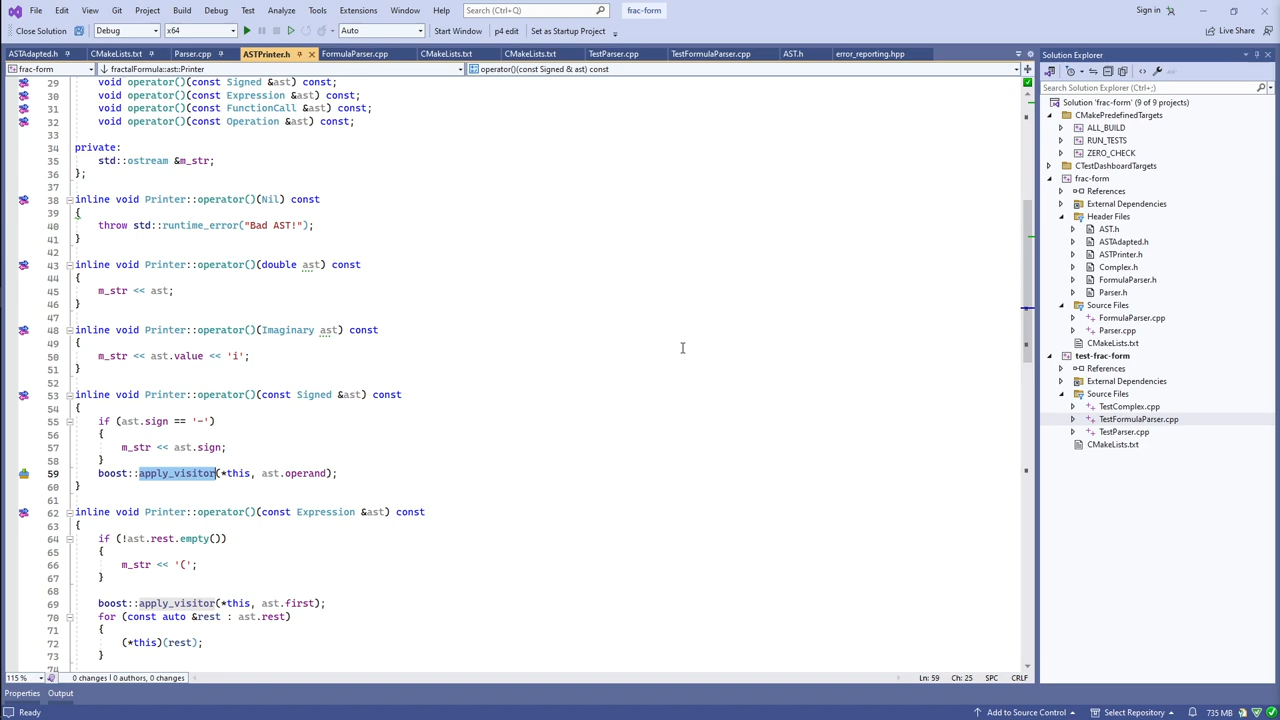 File Edit View Git Project Build Debug Test Analyze Tools Extensions Window Help Search (Ctrl+Q) frac-form Sign in
Close Solution Debug x64 Auto Start Window p4 edit Set as Startup Project Live Share
ASTAdapted.h CMakeLists.txt Parser.cpp ASTPrinter.h FormulaParser.cpp CMakeLists.txt CMakeLists.txt TestParser.cpp TestFormulaParser.cpp AST.h error_reporting.hpp
frac-form fractalFormula::ast::Printer operator()(const Signed & ast) const
29 void operator()(const Signed &ast) const;
30 void operator()(const Expression &ast) const;
31 void operator()(const FunctionCall &ast) const;
32 void operator()(const Operation &ast) const;
33
34 private:
35 std::ostream &m_str;
36 };
37
38 inline void Printer::operator()(Nil) const
39 {
40 throw std::runtime_error("Bad AST!");
41 }
42
43 inline void Printer::operator()(double ast) const
44 {
45 m_str << ast;
46 }
47
48 inline void Printer::operator()(Imaginary ast) const
49 {
50 m_str << ast.value << 'i';
51 }
52
53 inline void Printer::operator()(const Signed &ast) const
54 {
55 if (ast.sign == '-')
56 {
57 m_str << ast.sign;
58 }
59 boost::apply_visitor(*this, ast.operand);
60 }
61
62 inline void Printer::operator()(const Expression &ast) const
63 {
64 if (!ast.rest.empty())
65 {
66 m_str << '(';
67 }
68
69 boost::apply_visitor(*this, ast.first);
70 for (const auto &rest : ast.rest)
71 {
72 (*this)(rest);
73 }
74
115 % 0 changes | 0 authors, 0 changes Ln: 59 Ch: 25 SPC CRLF
Solution Explorer
Search Solution Explorer (Ctrl+;)
Solution 'frac-form' (9 of 9 projects)
CMakePredefinedTargets
ALL_BUILD
RUN_TESTS
ZERO_CHECK
CTestDashboardTargets
frac-form
References
External Dependencies
Header Files
AST.h
ASTAdapted.h
ASTPrinter.h
Complex.h
FormulaParser.h
Parser.h
Source Files
FormulaParser.cpp
Parser.cpp
CMakeLists.txt
test-frac-form
References
External Dependencies
Source Files
TestComplex.cpp
TestFormulaParser.cpp
TestParser.cpp
CMakeLists.txt
Properties Output
Ready Add to Source Control Select Repository 735 MB